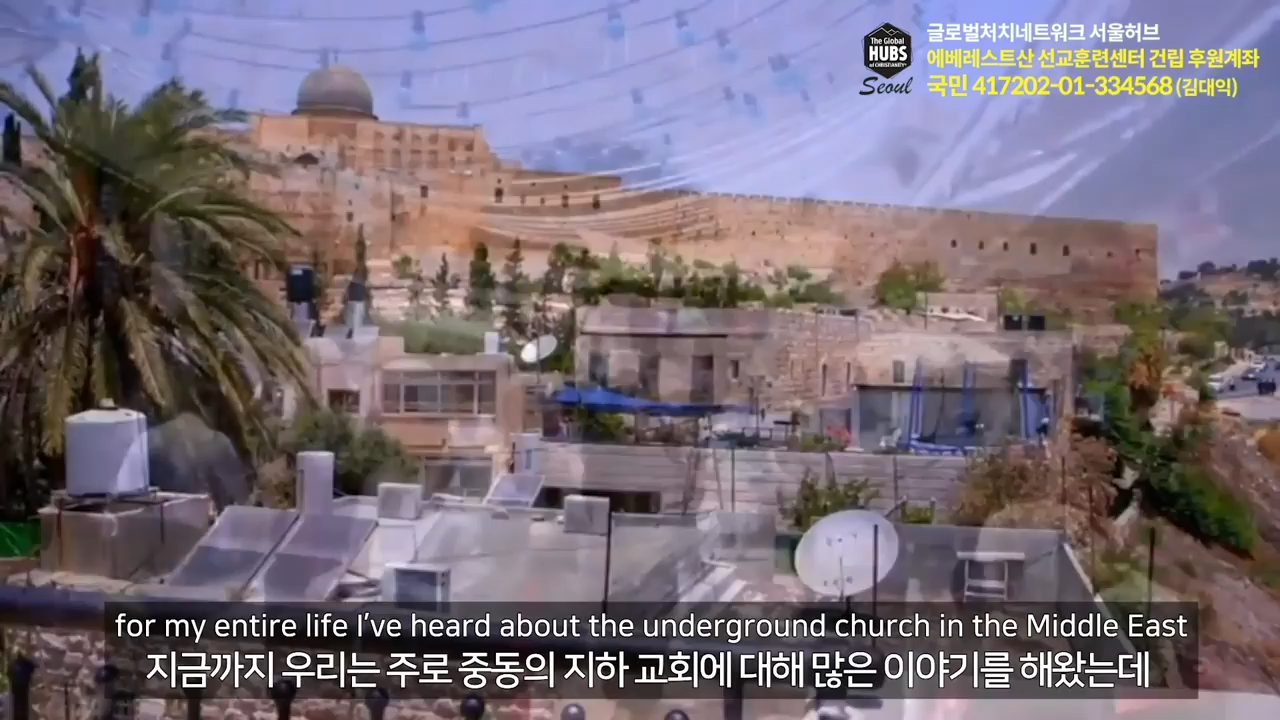 The Global
HUBS
of CHRISTIANITY
Seoul
글로벌처치네트워크 서울허브
에베레스트산 선교훈련센터 건립 후원계좌
국민 417202-01-334568 (김대익)
for my entire life I've heard about the underground church in the Middle East
지금까지 우리는 주로 중동의 지하 교회에 대해 많은 이야기를 해왔는데